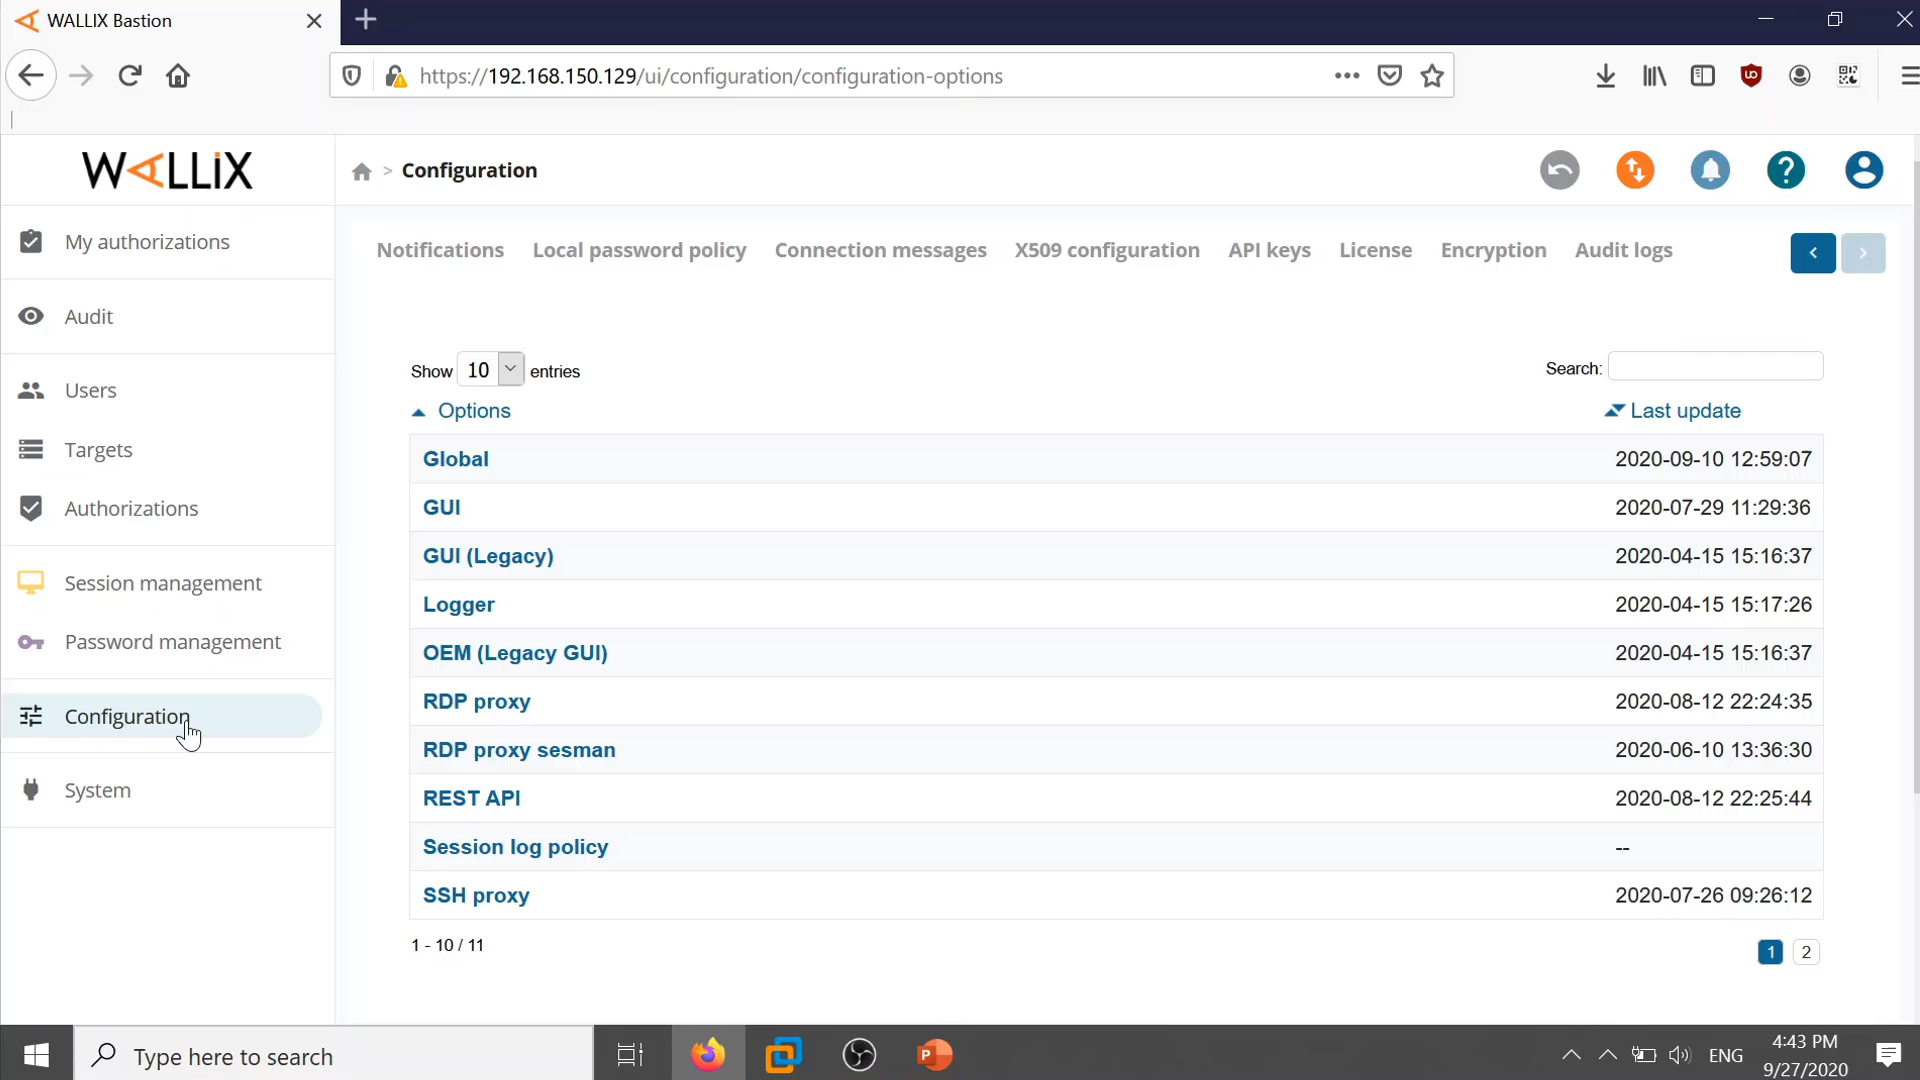 WALLIX Bastion
https://192.168.150.129/ui/configuration/configuration-options
WALLiX
> Configuration
My authorizations
Audit
Users
Targets
Authorizations
Session management
Password management
Configuration
System
Notifications Local password policy Connection messages X509 configuration API keys License Encryption Audit logs
Show 10 entries
Search:
Options Last update
Global 2020-09-10 12:59:07
GUI 2020-07-29 11:29:36
GUI (Legacy) 2020-04-15 15:16:37
Logger 2020-04-15 15:17:26
OEM (Legacy GUI) 2020-04-15 15:16:37
RDP proxy 2020-08-12 22:24:35
RDP proxy sesman 2020-06-10 13:36:30
REST API 2020-08-12 22:25:44
Session log policy --
SSH proxy 2020-07-26 09:26:12
1 - 10 / 11
1 2
Type here to search
ENG
4:43 PM
9/27/2020